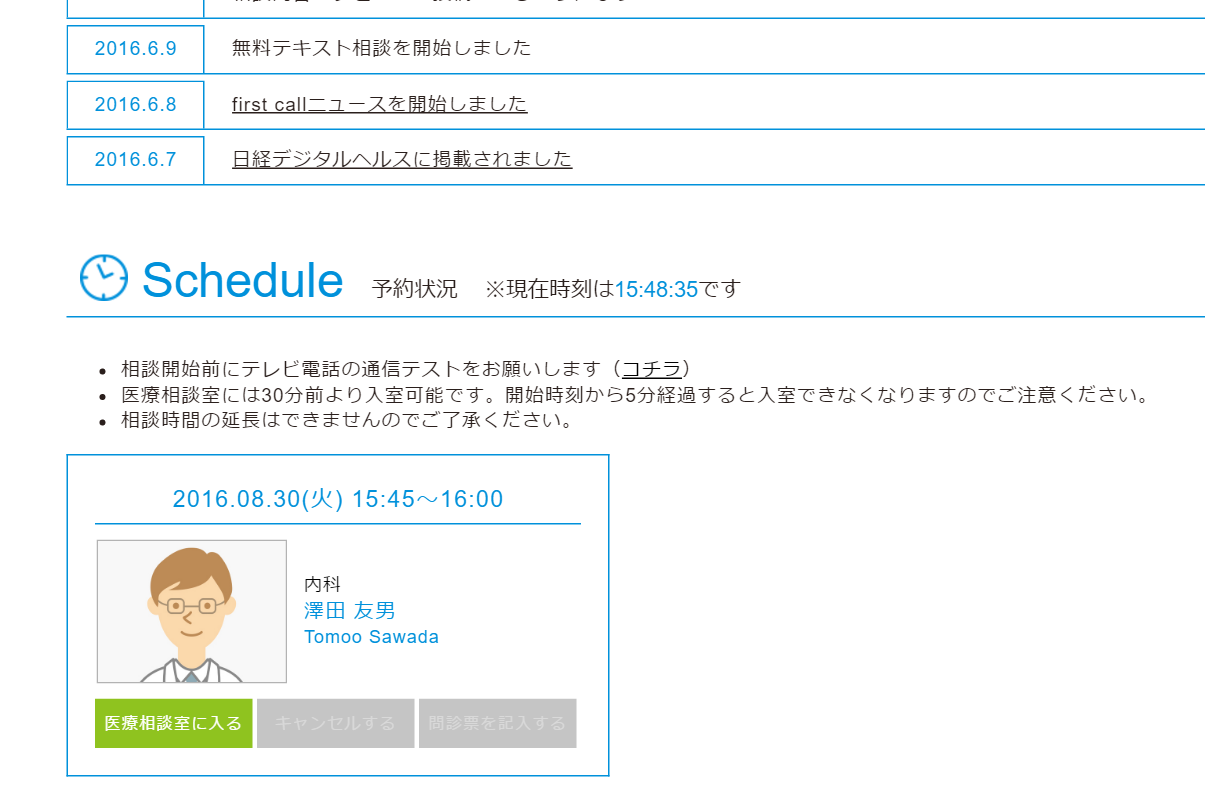 2016.6.9 無料テキスト相談を開始しました
2016.6.8 first callニュースを開始しました
2016.6.7 日経デジタルヘルスに掲載されました
Schedule 予約状況 ※現在時刻は15:48:35です
相談開始前にテレビ電話の通信テストをお願いします（コチラ）
医療相談室には30分前より入室可能です。開始時刻から5分経過すると入室できなくなりますのでご注意ください。
相談時間の延長はできませんのでご了承ください。
2016.08.30(火) 15:45～16:00
内科
澤田 友男
Tomoo Sawada
医療相談室に入る キャンセルする 問診票を記入する